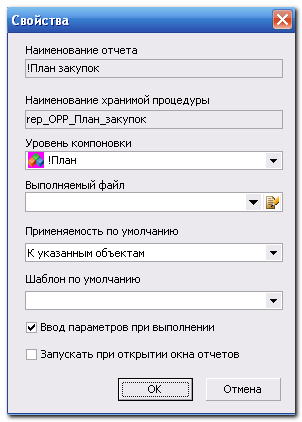 Свойства
Наименование отчета
!План закупок
Наименование хранимой процедуры
rep_OPP_План_закупок
Уровень компоновки
!План
Выполняемый файл
Применяемость по умолчанию
К указанным объектам
Шаблон по умолчанию
Ввод параметров при выполнении
Запускать при открытии окна отчетов
OK Отмена